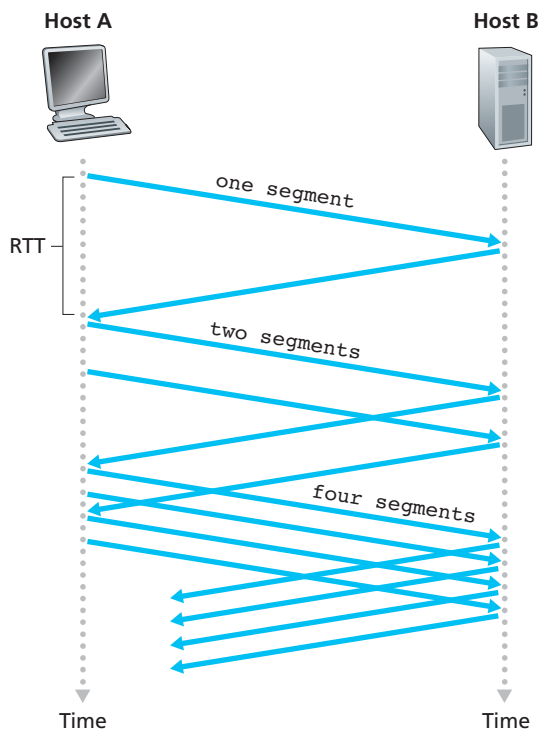 Host A
Host B
one segment
RTT
two segments
four segments
Time
Time